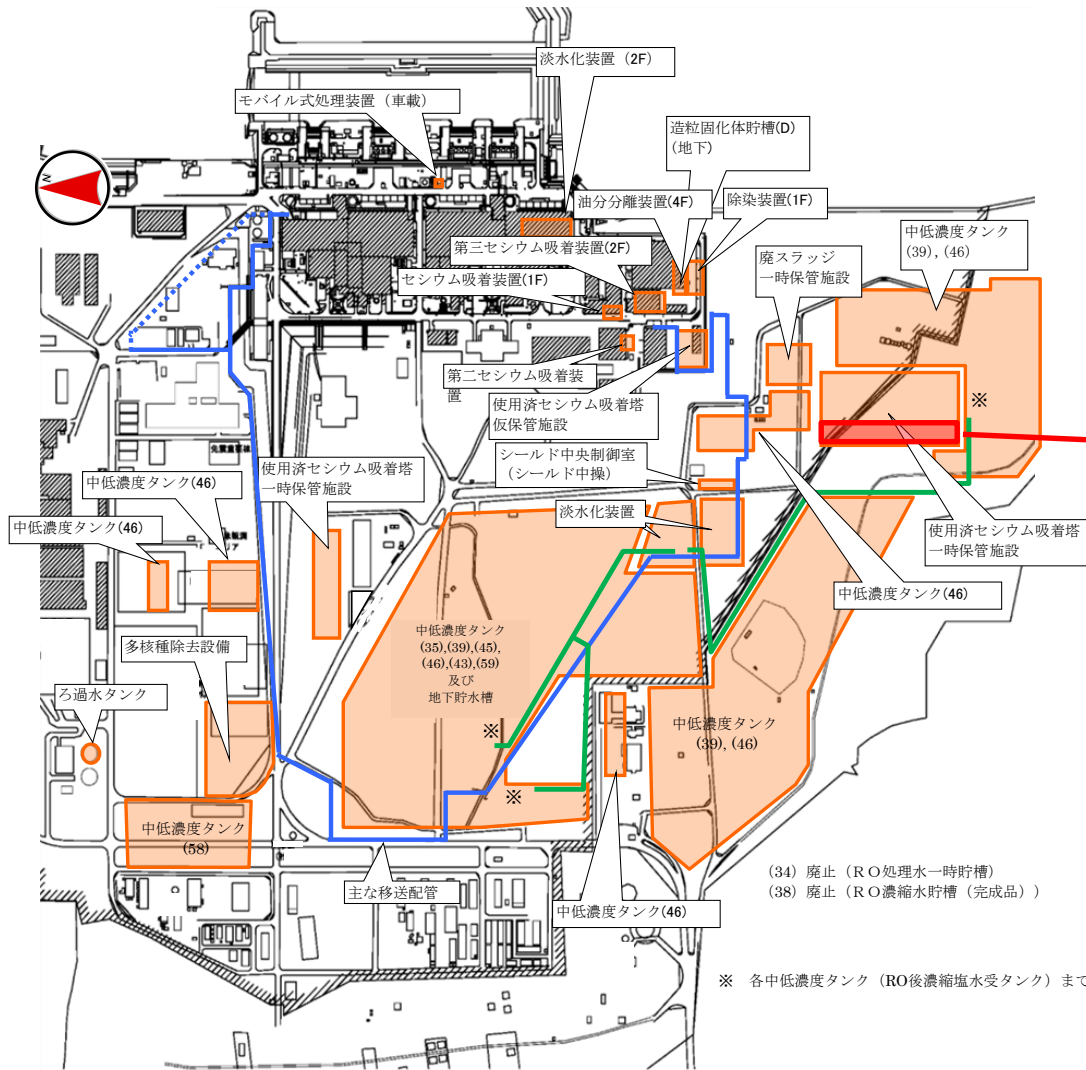 淡水化装置（2F）
モバイル式処理装置（車載）
造粒固化体貯槽(D)
(地下)
N
油分分離装置(4F)
除染装置(1F)
中低濃度タンク
(39), (46)
第三セシウム吸着装置(2F)
廃スラッジ
一時保管施設
セシウム吸着装置(1F)
第二セシウム吸着装
置
使用済セシウム吸着塔
仮保管施設
※
シールド中央制御室
（シールド中操）
使用済セシウム吸着塔
一時保管施設
中低濃度タンク(46)
淡水化装置
中低濃度タンク(46)
使用済セシウム吸着塔
一時保管施設
中低濃度タンク(46)
中低濃度タンク
(35),(39),(45),
(46),(43),(59)
及び
地下貯水槽
多核種除去設備
ろ過水タンク
※
中低濃度タンク
(39), (46)
※
中低濃度タンク
(58)
主な移送配管
中低濃度タンク(46)
(34) 廃止（ＲＯ処理水一時貯槽）
(38) 廃止（ＲＯ濃縮水貯槽（完成品））
※ 各中低濃度タンク（RO後濃縮塩水受タンク）まで